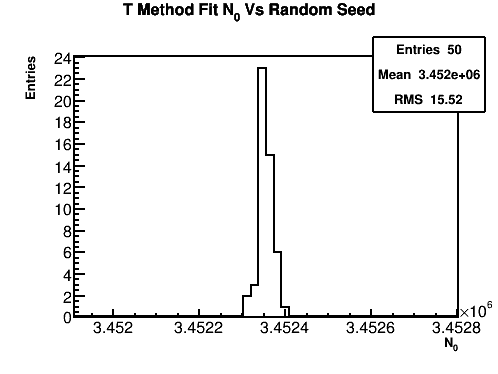 T Method Fit N0 Vs Random Seed
Entries 50
Mean 3.452e+06
RMS 15.52
Entries
24
22
20
18
16
14
12
10
8
6
4
2
0
3.452 3.4522 3.4524 3.4526 3.4528
×10^6
N0